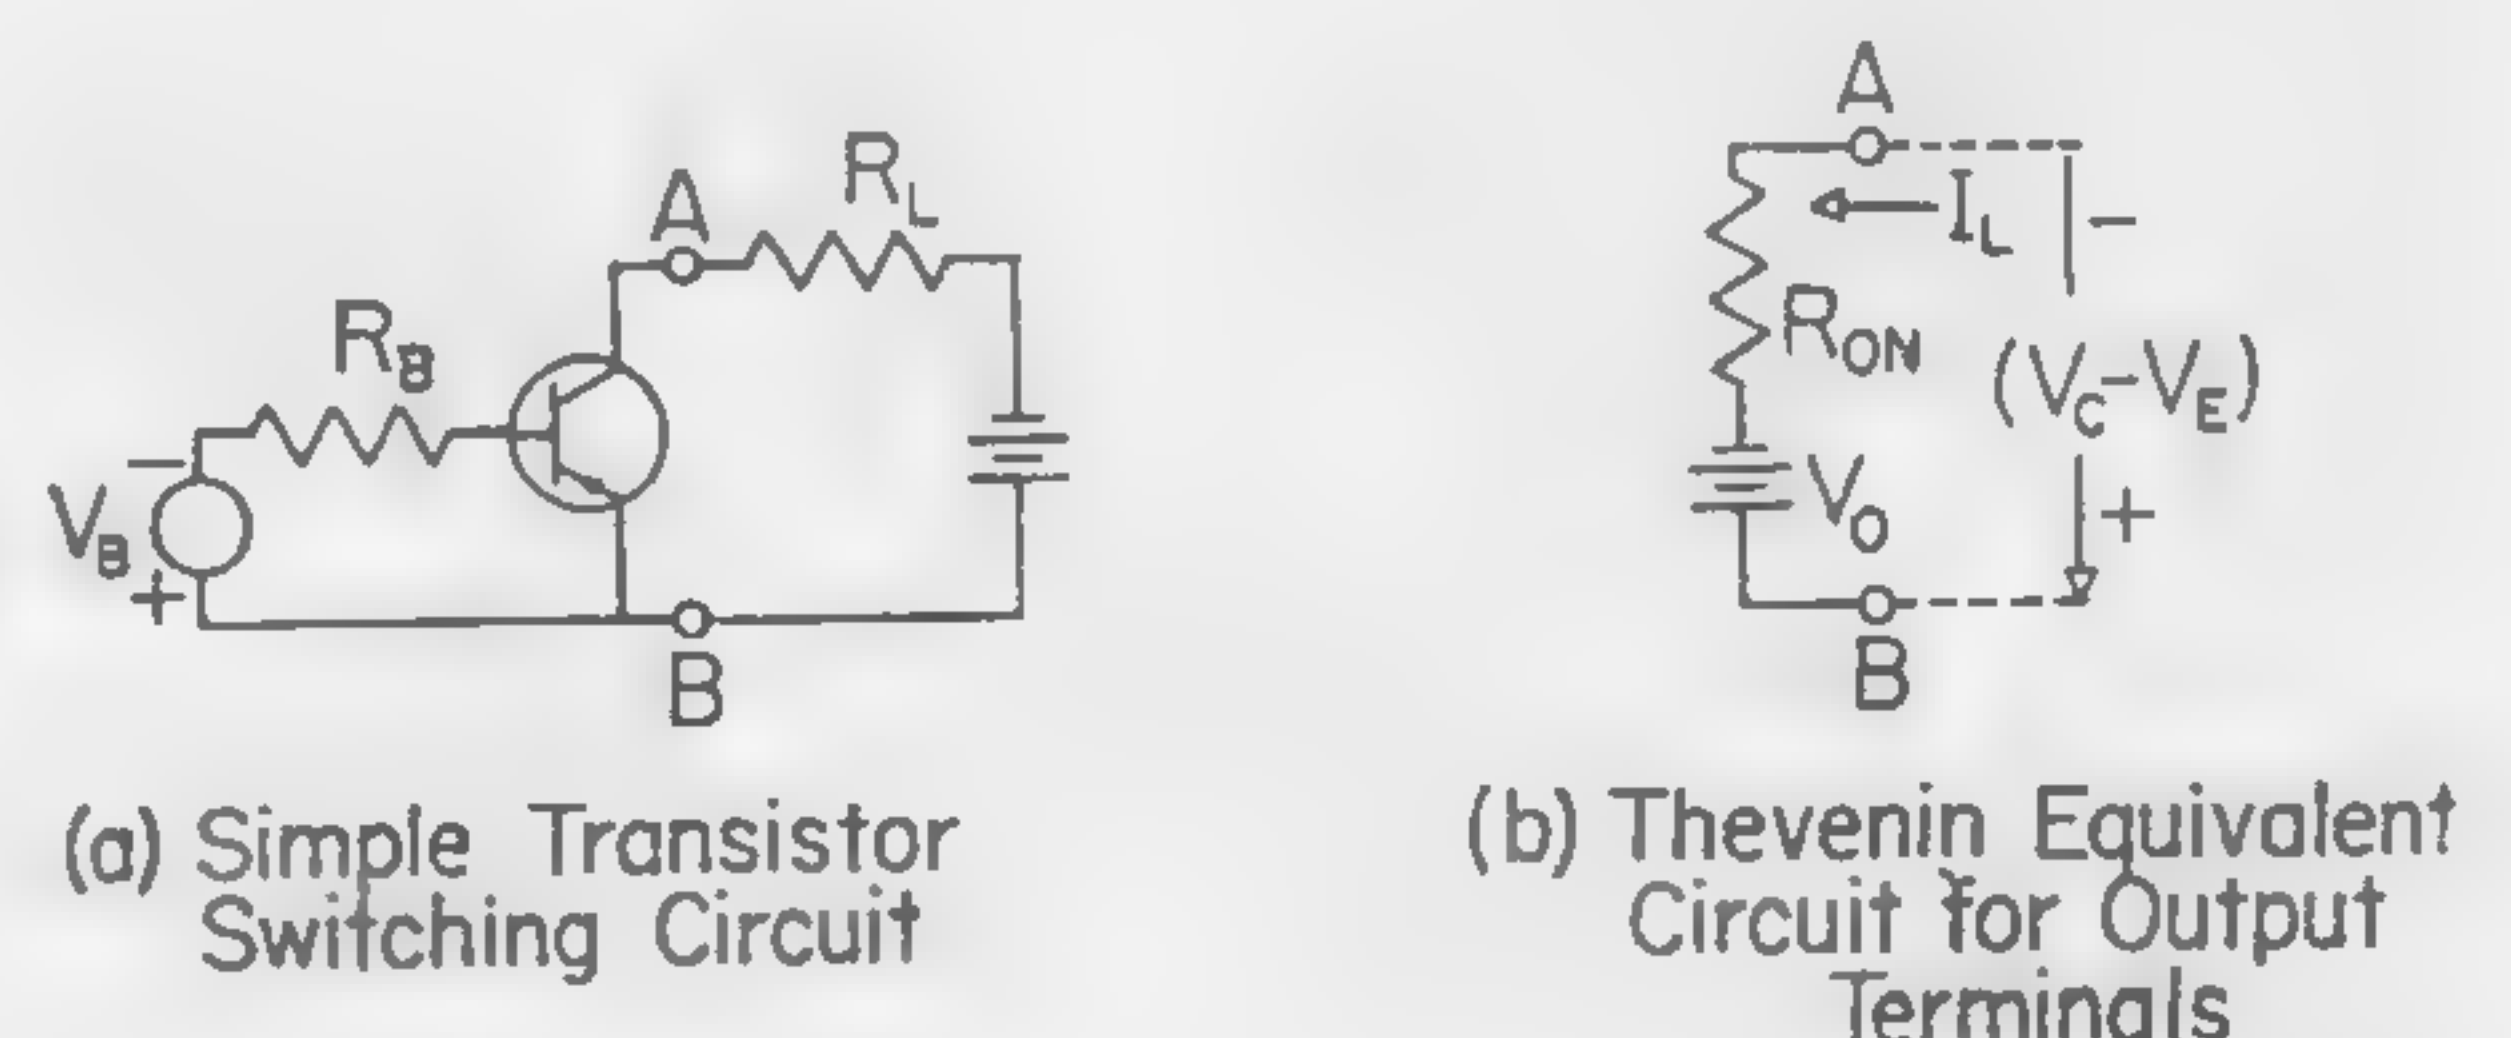 A
R_L
R_B
−
V_B
+
B
(a) Simple Transistor
Switching Circuit
A
I_L
−
R_ON
(V_C−V_E)
V_O
+
B
(b) Thevenin Equivalent
Circuit for Output
Terminals